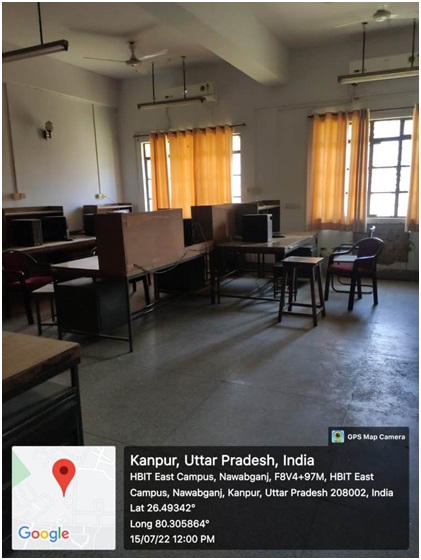 GPS Map Camera
Kanpur, Uttar Pradesh, India
HBIT East Campus, Nawabganj, F8V4+97M, HBIT East
Campus, Nawabganj, Kanpur, Uttar Pradesh 208002, India
Lat 26.49342°
Long 80.305864°
15/07/22 12:00 PM
Google